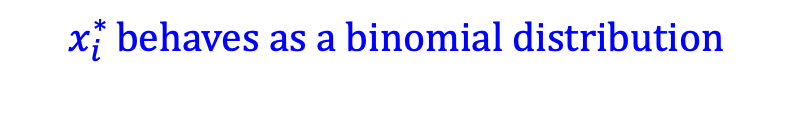 $x_i^*$ behaves as a binomial distribution